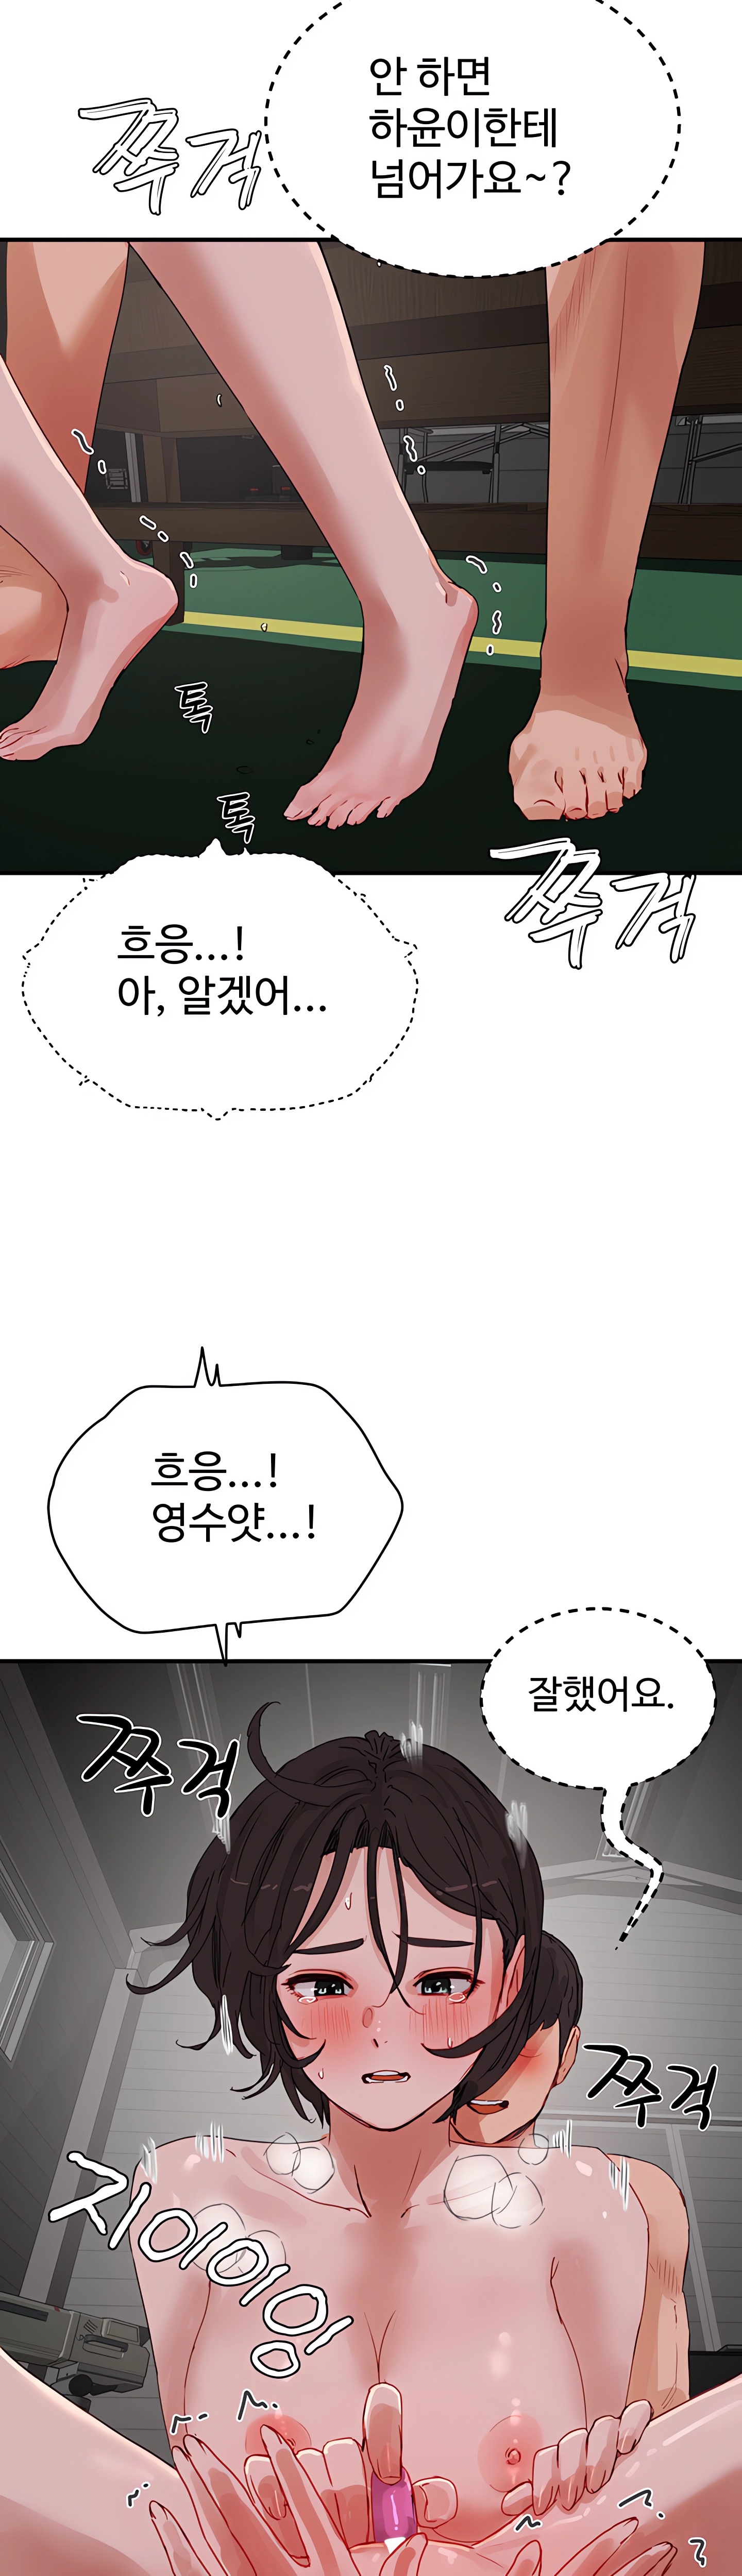 안 하면
하윤이한테
넘어가요~?
쯔걱
톡
톡
쯔걱
흐응...!
아, 알겠어...
흐응...!
영수얏...!
잘했어요.
쯔걱
쯔걱
지이이잉